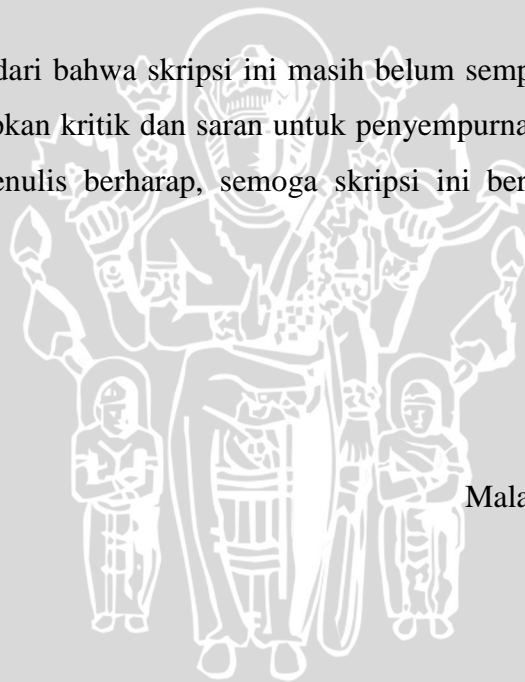 dari bahwa skripsi ini masih belum semp
pkan kritik dan saran untuk penyempurna
enulis berharap, semoga skripsi ini ber
Mala